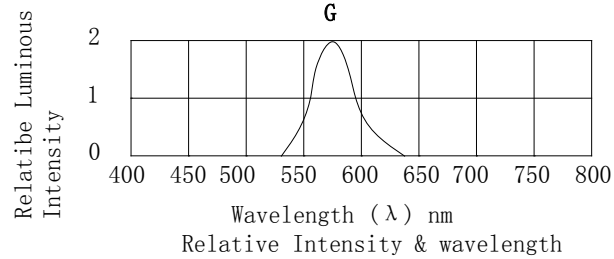 G
Relatibe Luminous
Intensity
2
1
0
400 450 500 550 600 650 700 750 800
Wavelength (λ) nm
Relative Intensity & wavelength